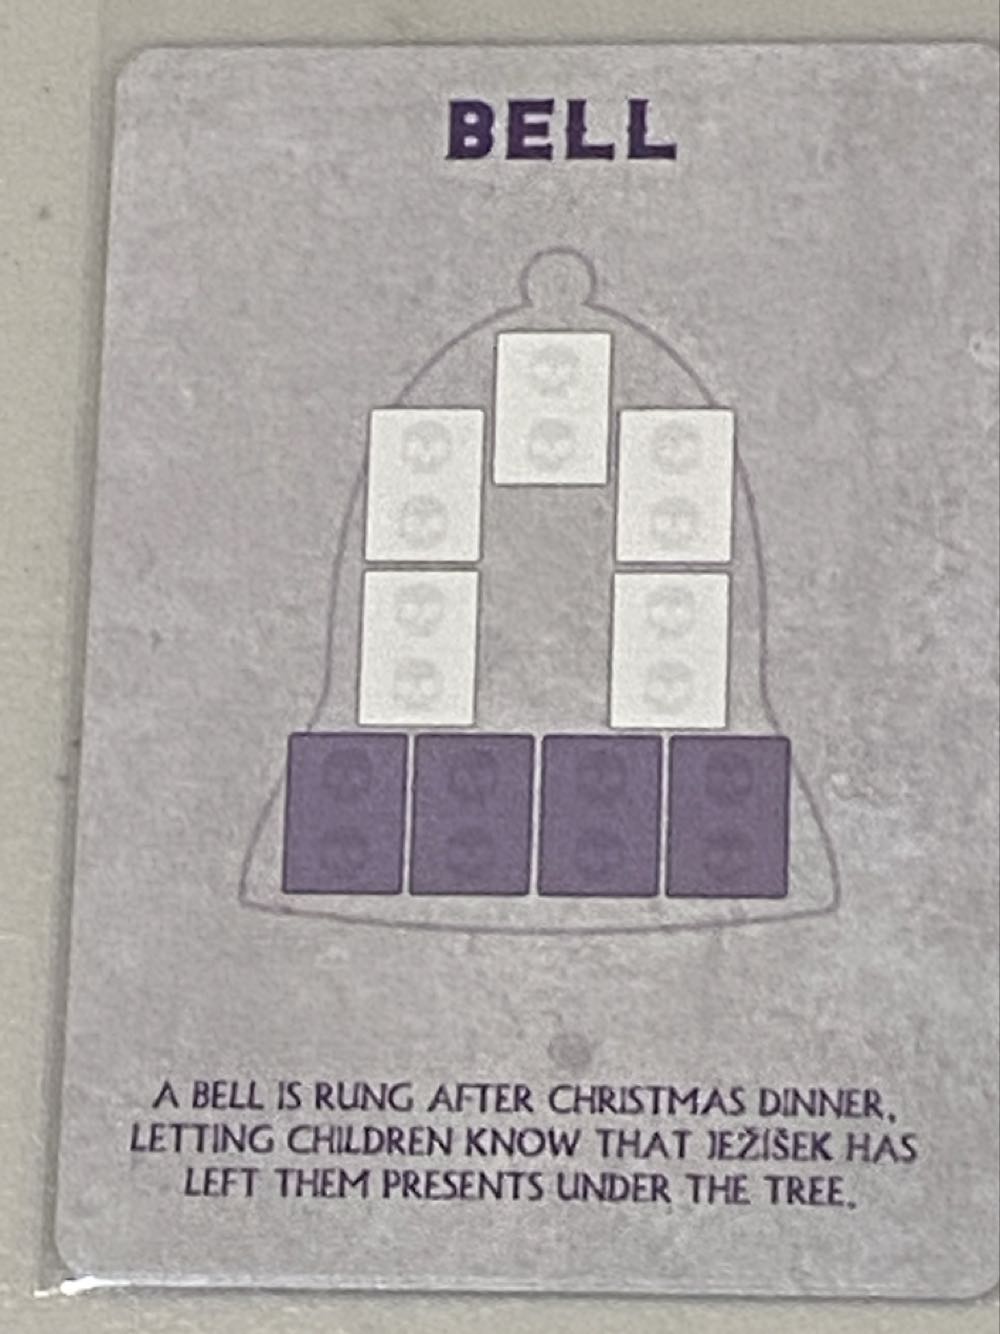 BELL
A BELL IS RUNG AFTER CHRISTMAS DINNER,
LETTING CHILDREN KNOW THAT JEŽÍŠEK HAS
LEFT THEM PRESENTS UNDER THE TREE.